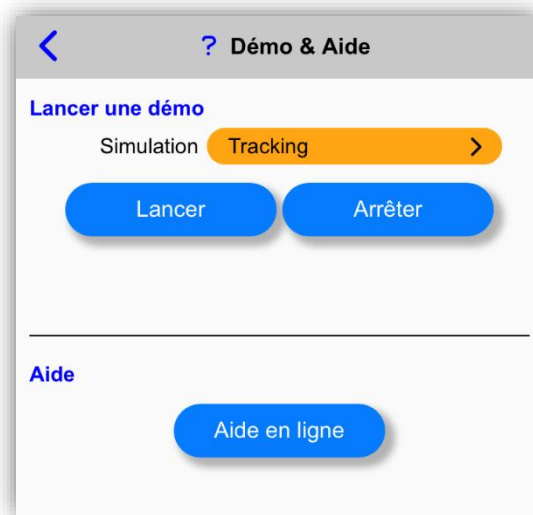 ? Démo & Aide
Lancer une démo
Simulation Tracking
Lancer Arrêter
Aide
Aide en ligne